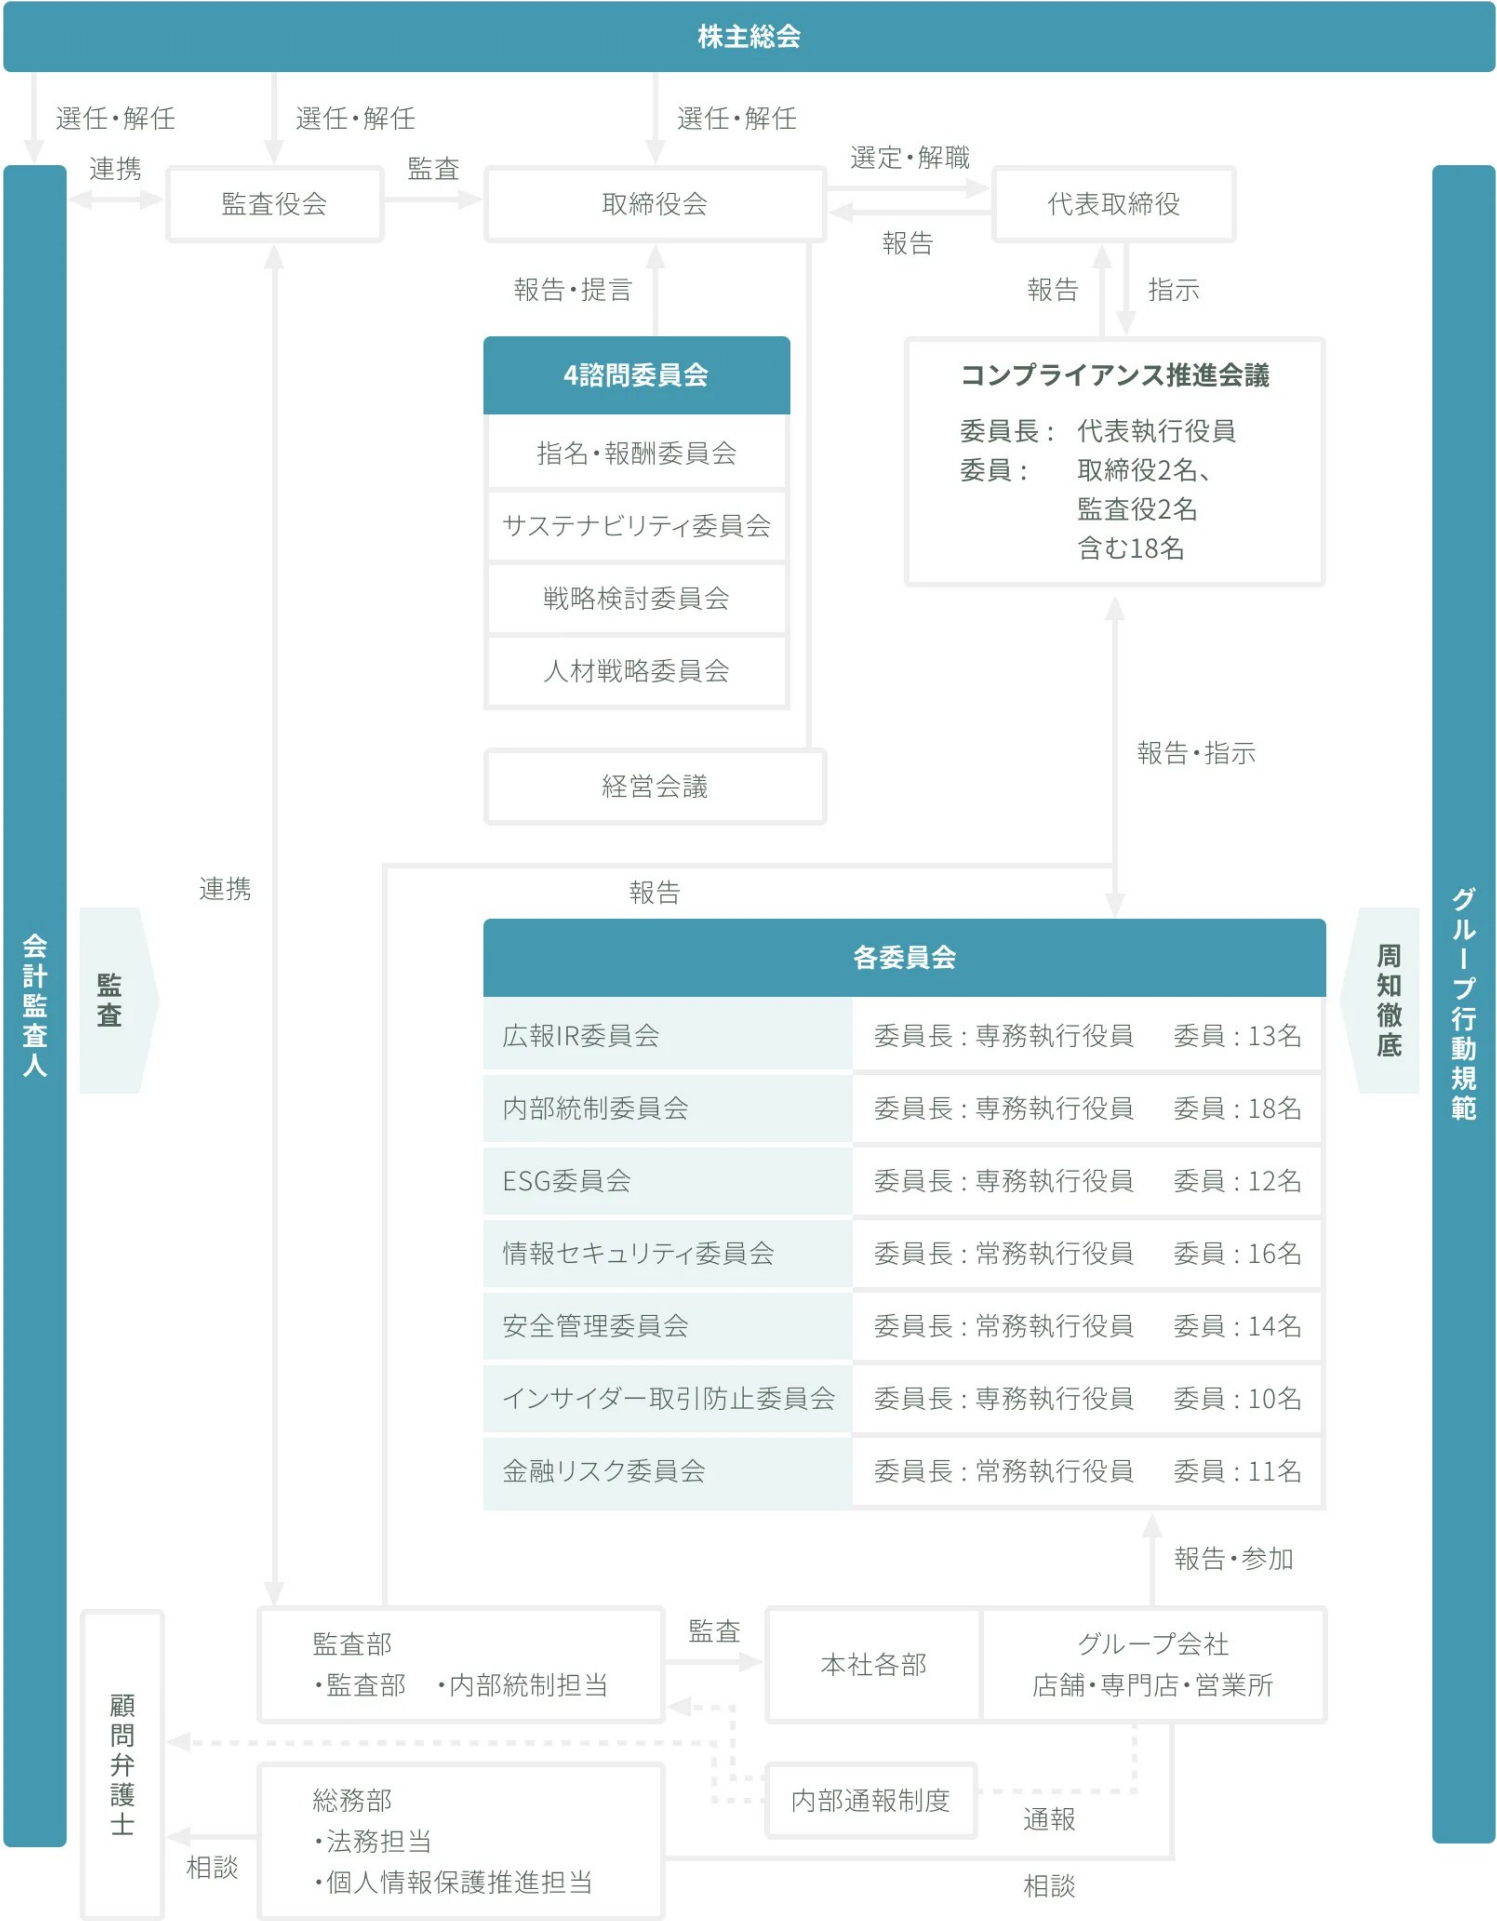 株主総会
選任・解任
選任・解任
選任・解任
連携
監査役会
監査
取締役会
選定・解職
報告
代表取締役
報告・提言
報告
指示
4諮問委員会
指名・報酬委員会
サステナビリティ委員会
戦略検討委員会
人材戦略委員会
コンプライアンス推進会議
委員長： 代表執行役員
委員： 取締役2名、
監査役2名
含む18名
経営会議
報告・指示
連携
報告
会計監査人
監査
周知徹底
グループ行動規範
各委員会
広報IR委員会 委員長：専務執行役員 委員：13名
内部統制委員会 委員長：専務執行役員 委員：18名
ESG委員会 委員長：専務執行役員 委員：12名
情報セキュリティ委員会 委員長：常務執行役員 委員：16名
安全管理委員会 委員長：常務執行役員 委員：14名
インサイダー取引防止委員会 委員長：専務執行役員 委員：10名
金融リスク委員会 委員長：常務執行役員 委員：11名
報告・参加
監査部
・監査部 ・内部統制担当
監査
本社各部
グループ会社
店舗・専門店・営業所
顧問弁護士
総務部
・法務担当
・個人情報保護推進担当
相談
内部通報制度
通報
相談